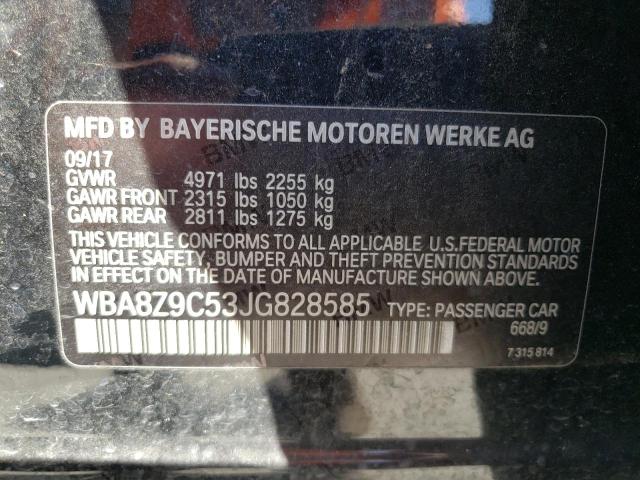 MFD BY BAYERISCHE MOTOREN WERKE AG
09/17
GVWR 4971 lbs 2255 kg
GAWR FRONT 2315 lbs 1050 kg
GAWR REAR 2811 lbs 1275 kg
THIS VEHICLE CONFORMS TO ALL APPLICABLE U.S.FEDERAL MOTOR
VEHICLE SAFETY, BUMPER AND THEFT PREVENTION STANDARDS
IN EFFECT ON THE DATE OF MANUFACTURE SHOWN ABOVE.
WBA8Z9C53JG828585 TYPE: PASSENGER CAR
668/9
7 315 814